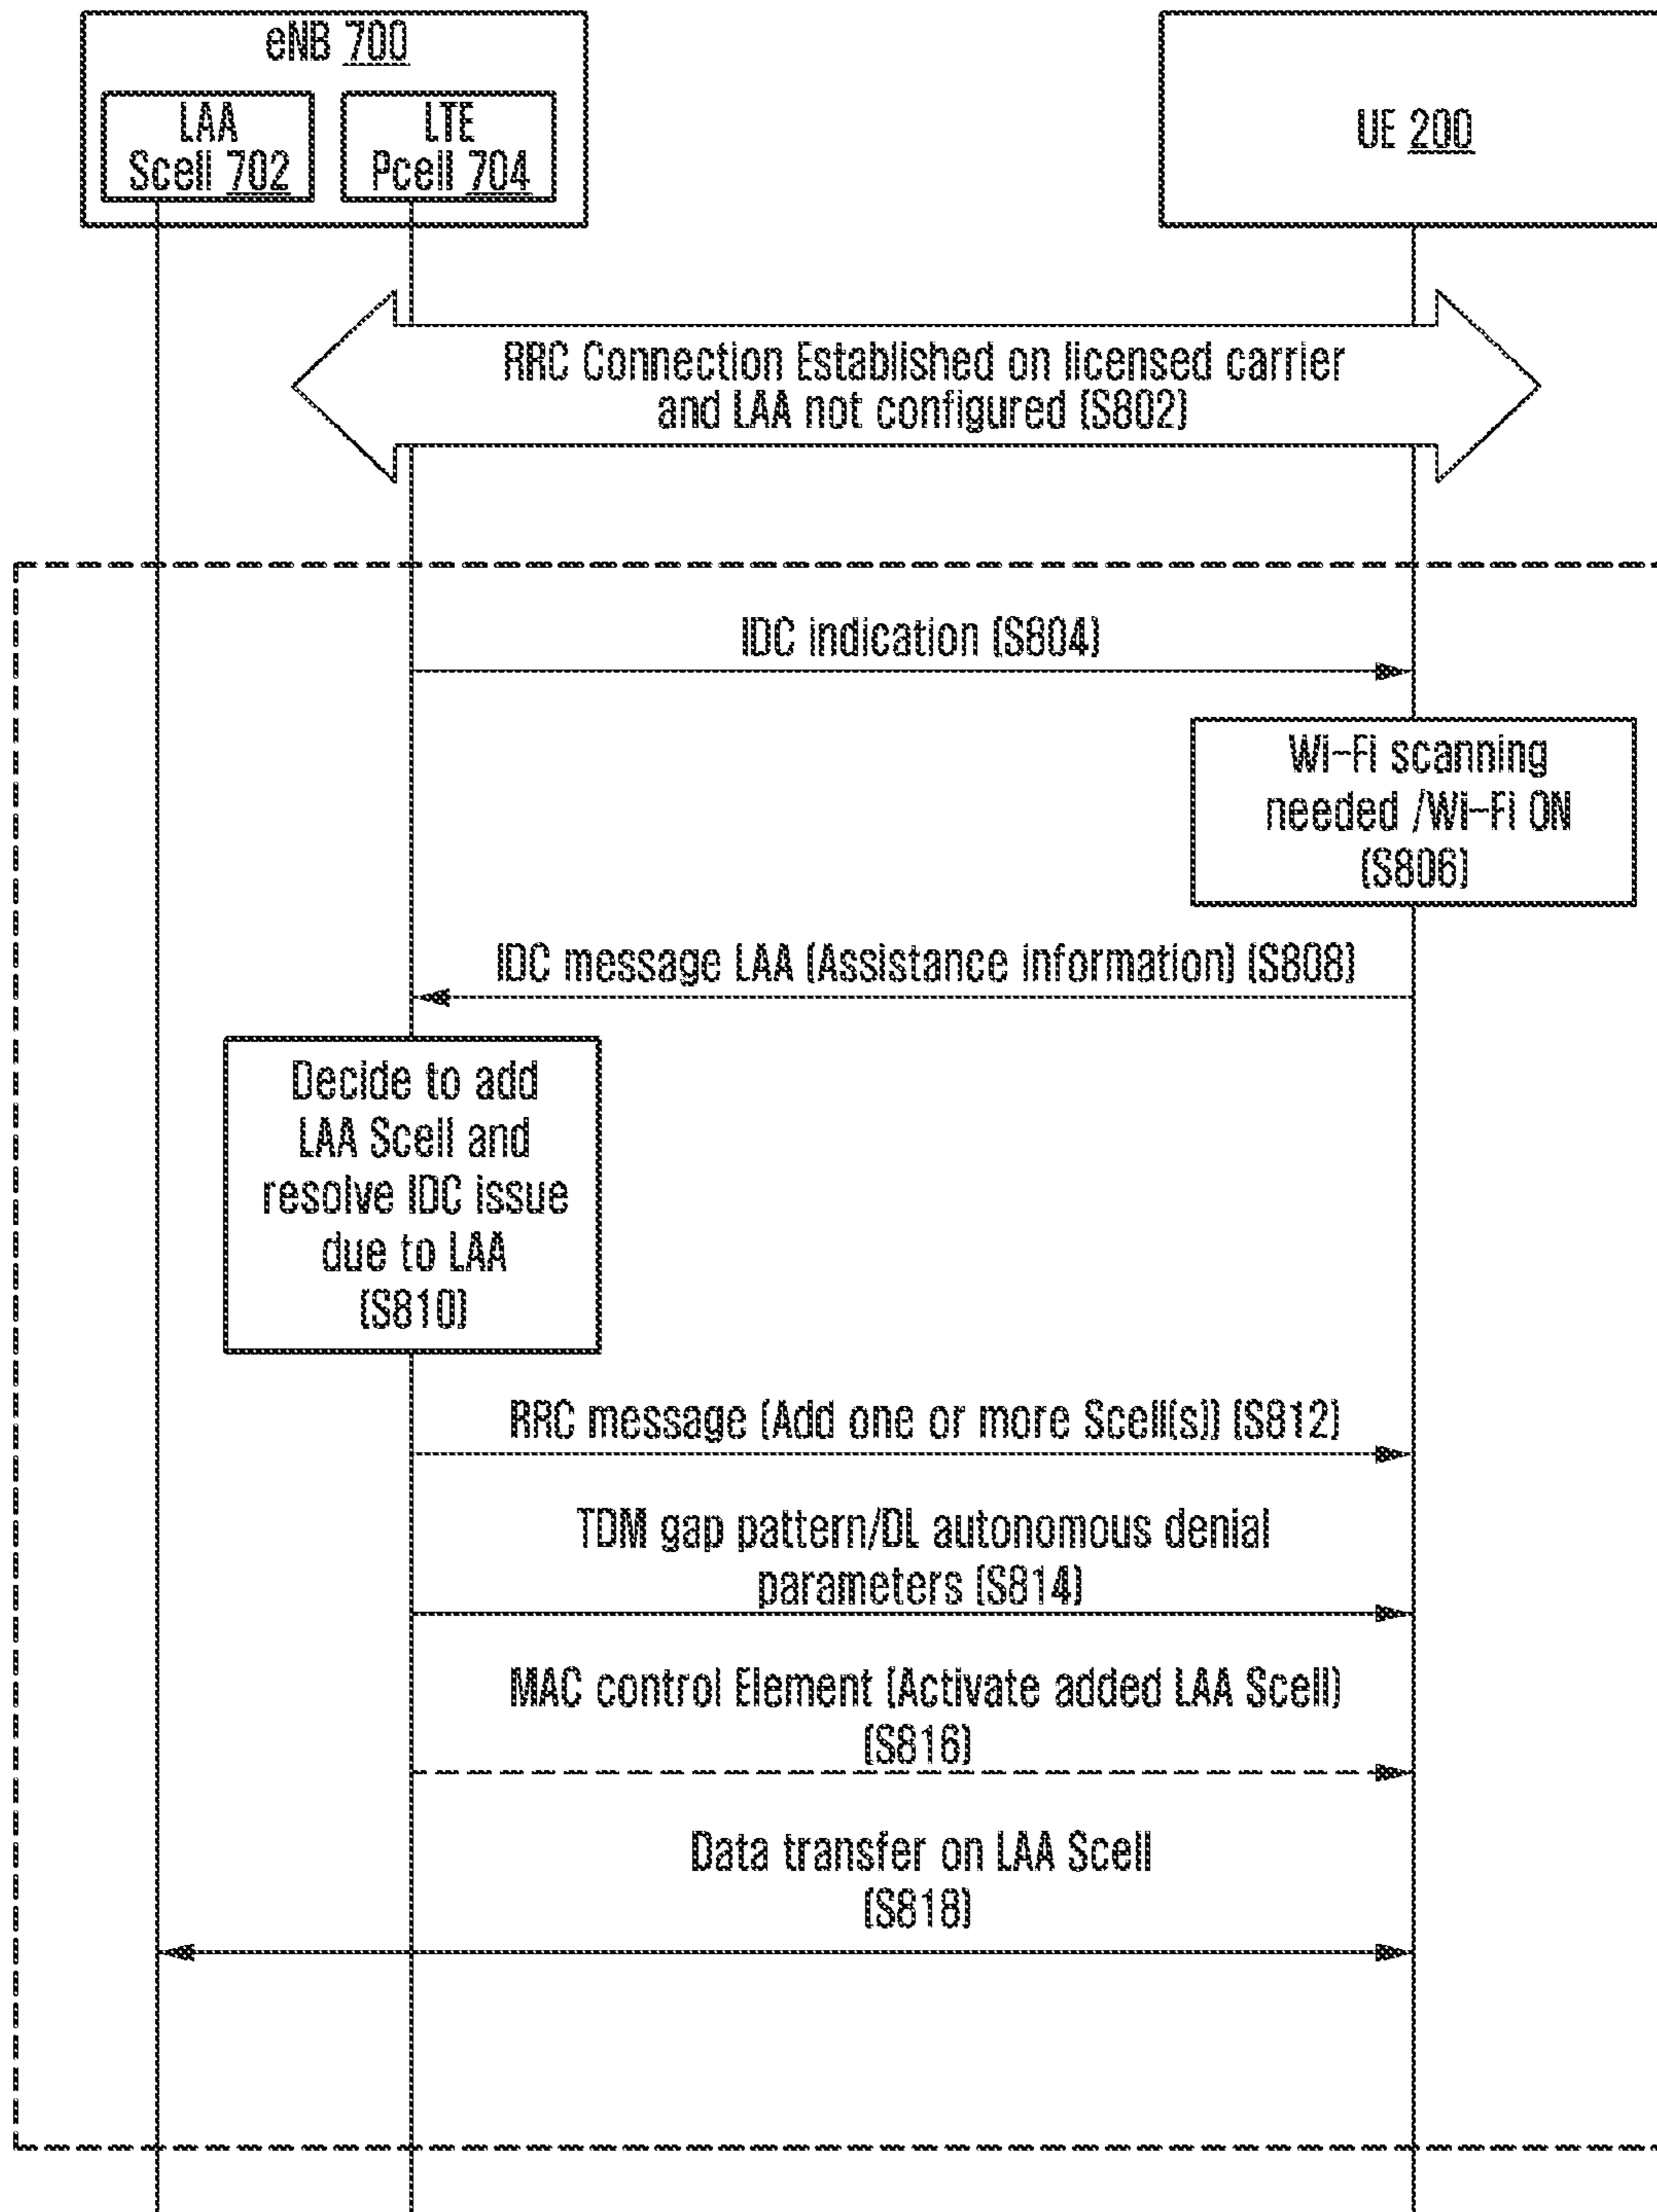 eNB 700
LAA
Scell 702
LTE
Pcell 704
UE 200
RRC Connection Established on licensed carrier
and LAA not configured (S802)
IDC indication (S804)
Wi-Fi scanning
needed /Wi-Fi ON
(S806)
IDC message LAA (Assistance information) (S808)
Decide to add
LAA Scell and
resolve IDC issue
due to LAA
(S810)
RRC message (Add one or more Scell(s)) (S812)
TDM gap pattern/DL autonomous denial
parameters (S814)
MAC control Element (Activate added LAA Scell)
(S816)
Data transfer on LAA Scell
(S818)